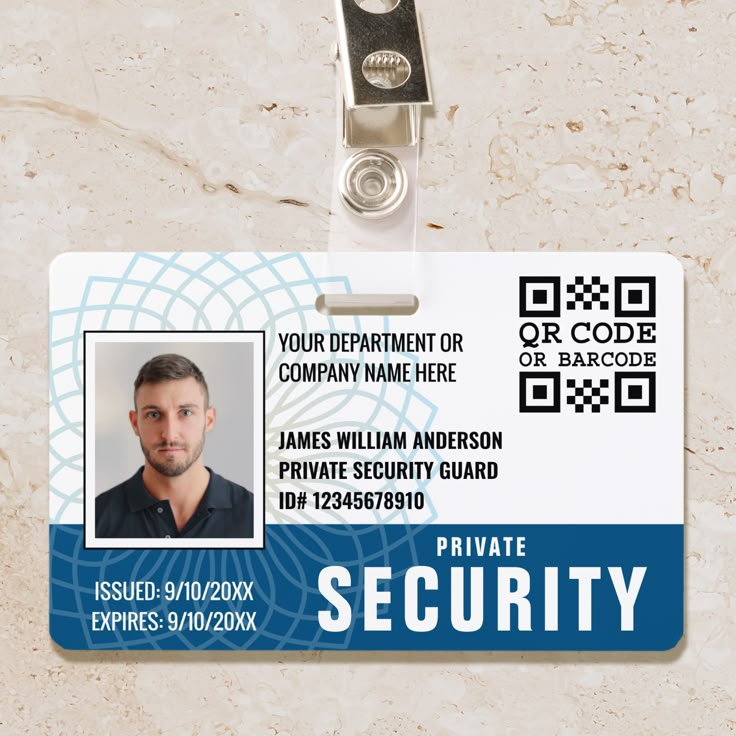 YOUR DEPARTMENT OR
COMPANY NAME HERE
QR CODE
OR BARCODE
JAMES WILLIAM ANDERSON
PRIVATE SECURITY GUARD
ID# 12345678910
ISSUED: 9/10/20XX
EXPIRES: 9/10/20XX
PRIVATE
SECURITY